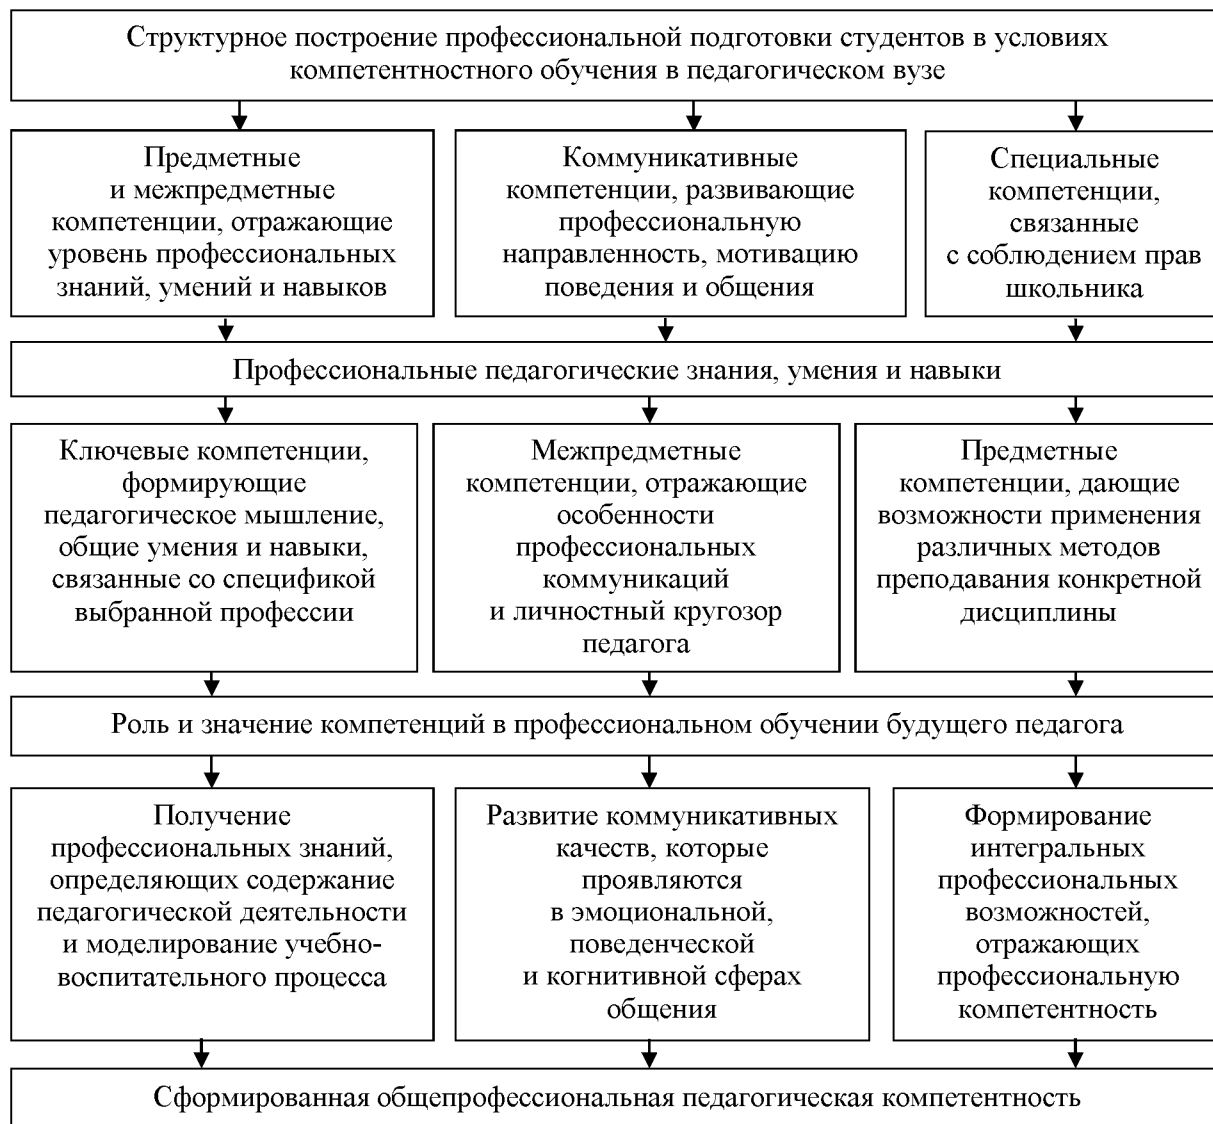 Структурное построение профессиональной подготовки студентов в условиях
компетентностного обучения в педагогическом вузе
Предметные
и межпредметные
компетенции, отражающие
уровень профессиональных
знаний, умений и навыков
Коммуникативные
компетенции, развивающие
профессиональную
направленность, мотивацию
поведения и общения
Специальные
компетенции,
связанные
с соблюдением прав
школьника
Профессиональные педагогические знания, умения и навыки
Ключевые компетенции,
формирующие
педагогическое мышление,
общие умения и навыки,
связанные со спецификой
выбранной профессии
Межпредметные
компетенции, отражающие
особенности
профессиональных
коммуникаций
и личностный кругозор
педагога
Предметные
компетенции, дающие
возможности применения
различных методов
преподавания конкретной
дисциплины
Роль и значение компетенций в профессиональном обучении будущего педагога
Получение
профессиональных знаний,
определяющих содержание
педагогической деятельности
и моделирование учебно-
воспитательного процесса
Развитие коммуникативных
качеств, которые
проявляются
в эмоциональной,
поведенческой
и когнитивной сферах
общения
Формирование
интегральных
профессиональных
возможностей,
отражающих
профессиональную
компетентность
Сформированная общепрофессиональная педагогическая компетентность